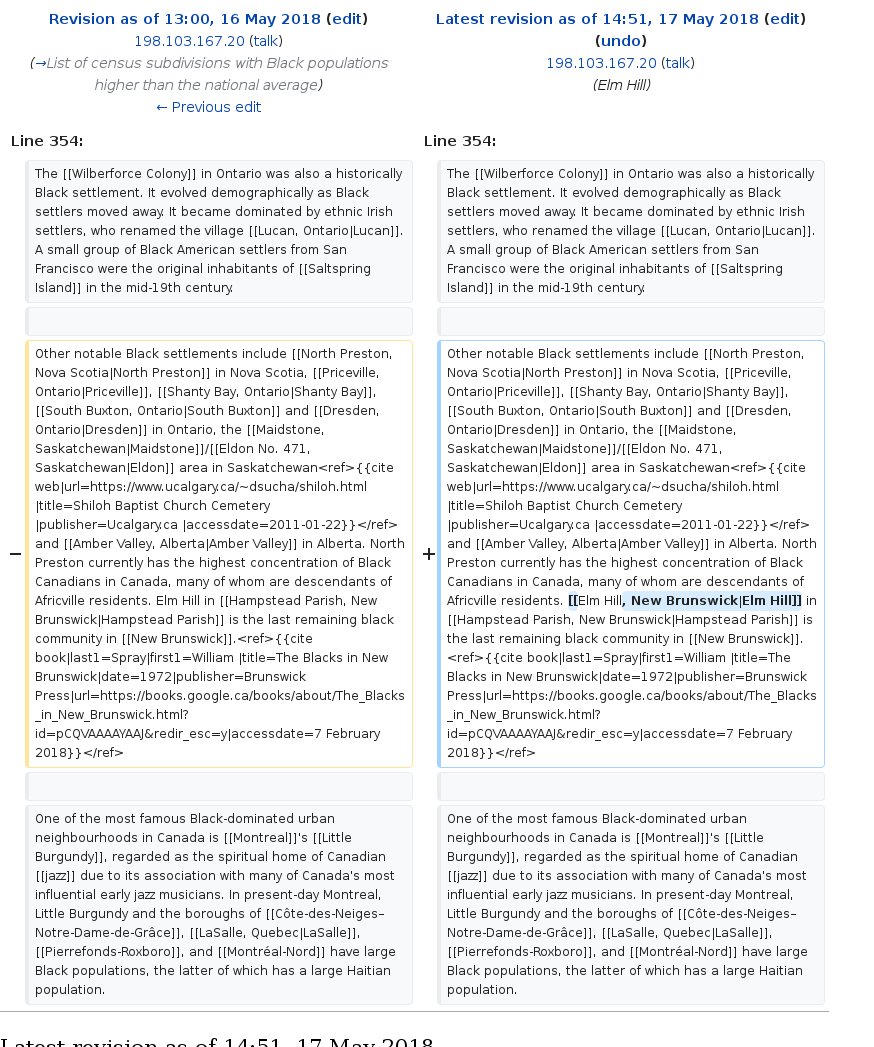 Revision as of 13:00, 16 May 2018 (edit)
198.103.167.20 (talk)
(→List of census subdivisions with Black populations
higher than the national average)
← Previous edit
Latest revision as of 14:51, 17 May 2018 (edit)
(undo)
198.103.167.20 (talk)
(Elm Hill)
Line 354:
Line 354:
The [[Wilberforce Colony]] in Ontario was also a historically
Black settlement. It evolved demographically as Black
settlers moved away. It became dominated by ethnic Irish
settlers, who renamed the village [[Lucan, Ontario|Lucan]].
A small group of Black American settlers from San
Francisco were the original inhabitants of [[Saltspring
Island]] in the mid-19th century.
The [[Wilberforce Colony]] in Ontario was also a historically
Black settlement. It evolved demographically as Black
settlers moved away. It became dominated by ethnic Irish
settlers, who renamed the village [[Lucan, Ontario|Lucan]].
A small group of Black American settlers from San
Francisco were the original inhabitants of [[Saltspring
Island]] in the mid-19th century.
−
Other notable Black settlements include [[North Preston,
Nova Scotia|North Preston]] in Nova Scotia, [[Priceville,
Ontario|Priceville]], [[Shanty Bay, Ontario|Shanty Bay]],
[[South Buxton, Ontario|South Buxton]] and [[Dresden,
Ontario|Dresden]] in Ontario, the [[Maidstone,
Saskatchewan|Maidstone]]/[[Eldon No. 471,
Saskatchewan|Eldon]] area in Saskatchewan<ref>{{cite
web|url=https://www.ucalgary.ca/~dsucha/shiloh.html
|title=Shiloh Baptist Church Cemetery
|publisher=Ucalgary.ca |accessdate=2011-01-22}}</ref>
and [[Amber Valley, Alberta|Amber Valley]] in Alberta. North
Preston currently has the highest concentration of Black
Canadians in Canada, many of whom are descendants of
Africville residents. Elm Hill in [[Hampstead Parish, New
Brunswick|Hampstead Parish]] is the last remaining black
community in [[New Brunswick]].<ref>{{cite
book|last1=Spray|first1=William |title=The Blacks in New
Brunswick|date=1972|publisher=Brunswick
Press|url=https://books.google.ca/books/about/The_Blacks
_in_New_Brunswick.html?
id=pCQVAAAAYAAJ&redir_esc=y|accessdate=7 February
2018}}</ref>
+
Other notable Black settlements include [[North Preston,
Nova Scotia|North Preston]] in Nova Scotia, [[Priceville,
Ontario|Priceville]], [[Shanty Bay, Ontario|Shanty Bay]],
[[South Buxton, Ontario|South Buxton]] and [[Dresden,
Ontario|Dresden]] in Ontario, the [[Maidstone,
Saskatchewan|Maidstone]]/[[Eldon No. 471,
Saskatchewan|Eldon]] area in Saskatchewan<ref>{{cite
web|url=https://www.ucalgary.ca/~dsucha/shiloh.html
|title=Shiloh Baptist Church Cemetery
|publisher=Ucalgary.ca |accessdate=2011-01-22}}</ref>
and [[Amber Valley, Alberta|Amber Valley]] in Alberta. North
Preston currently has the highest concentration of Black
Canadians in Canada, many of whom are descendants of
Africville residents. [[Elm Hill, New Brunswick|Elm Hill]] in
[[Hampstead Parish, New Brunswick|Hampstead Parish]] is
the last remaining black community in [[New Brunswick]].
<ref>{{cite book|last1=Spray|first1=William |title=The
Blacks in New Brunswick|date=1972|publisher=Brunswick
Press|url=https://books.google.ca/books/about/The_Blacks
_in_New_Brunswick.html?
id=pCQVAAAAYAAJ&redir_esc=y|accessdate=7 February
2018}}</ref>
One of the most famous Black-dominated urban
neighbourhoods in Canada is [[Montreal]]'s [[Little
Burgundy]], regarded as the spiritual home of Canadian
[[jazz]] due to its association with many of Canada's most
influential early jazz musicians. In present-day Montreal,
Little Burgundy and the boroughs of [[Côte-des-Neiges–
Notre-Dame-de-Grâce]], [[LaSalle, Quebec|LaSalle]],
[[Pierrefonds-Roxboro]], and [[Montréal-Nord]] have large
Black populations, the latter of which has a large Haitian
population.
One of the most famous Black-dominated urban
neighbourhoods in Canada is [[Montreal]]'s [[Little
Burgundy]], regarded as the spiritual home of Canadian
[[jazz]] due to its association with many of Canada's most
influential early jazz musicians. In present-day Montreal,
Little Burgundy and the boroughs of [[Côte-des-Neiges–
Notre-Dame-de-Grâce]], [[LaSalle, Quebec|LaSalle]],
[[Pierrefonds-Roxboro]], and [[Montréal-Nord]] have large
Black populations, the latter of which has a large Haitian
population.
Latest revision as of 14:51, 17 May 2018